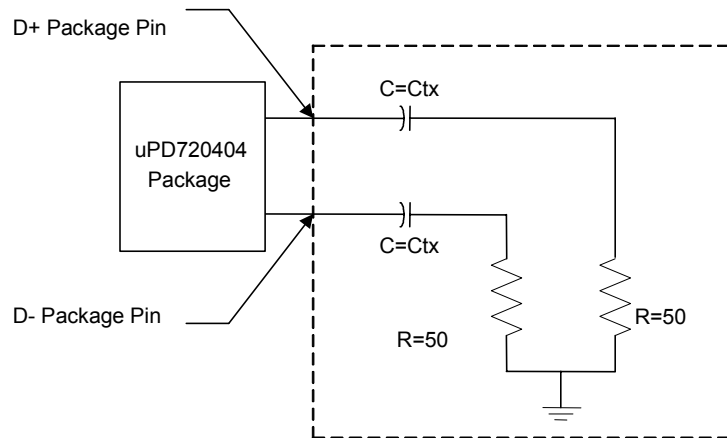 D+ Package Pin
C=Ctx
uPD720404
Package
C=Ctx
D- Package Pin
R=50
R=50